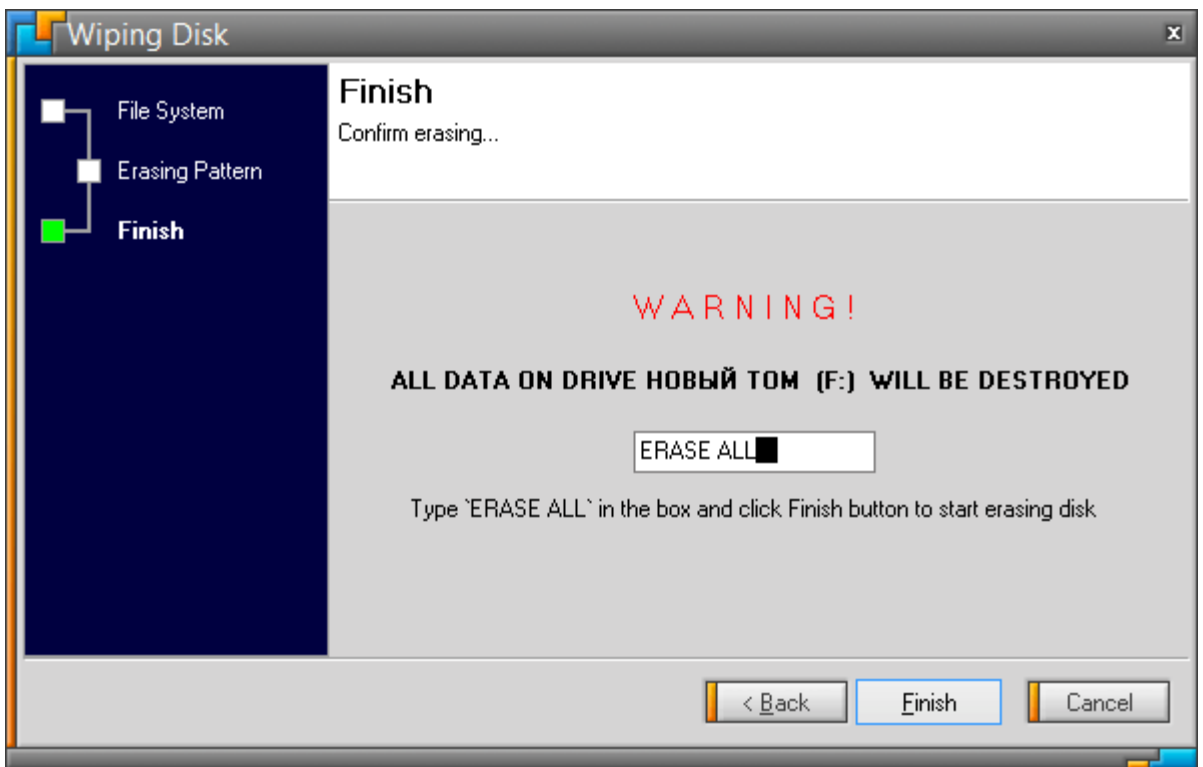 Wiping Disk
File System
Erasing Pattern
Finish
Finish
Confirm erasing...
WARNING!
ALL DATA ON DRIVE НОВЫЙ ТОМ (F:) WILL BE DESTROYED
ERASE ALL
Type `ERASE ALL` in the box and click Finish button to start erasing disk
< Back
Finish
Cancel